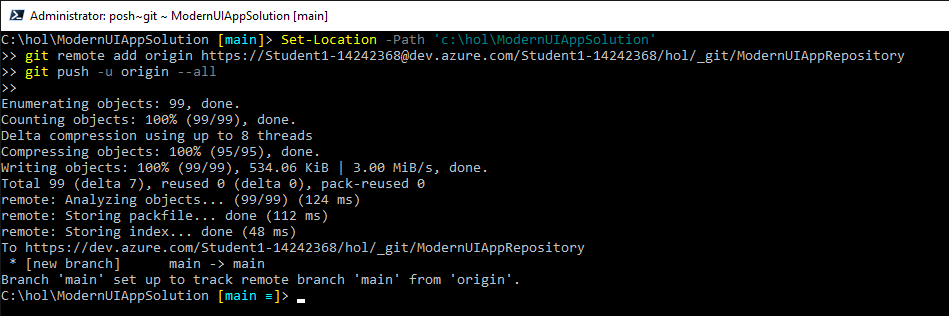 Administrator: posh~git ~ ModernUIAppSolution [main]
C:\hol\ModernUIAppSolution [main]> Set-Location -Path 'c:\hol\ModernUIAppSolution'
>> git remote add origin https://Student1-14242368@dev.azure.com/Student1-14242368/hol/_git/ModernUIAppRepository
>> git push -u origin --all
>>
Enumerating objects: 99, done.
Counting objects: 100% (99/99), done.
Delta compression using up to 8 threads
Compressing objects: 100% (95/95), done.
Writing objects: 100% (99/99), 534.06 KiB | 3.00 MiB/s, done.
Total 99 (delta 7), reused 0 (delta 0), pack-reused 0
remote: Analyzing objects... (99/99) (124 ms)
remote: Storing packfile... done (112 ms)
remote: Storing index... done (48 ms)
To https://dev.azure.com/Student1-14242368/hol/_git/ModernUIAppRepository
 * [new branch]      main -> main
Branch 'main' set up to track remote branch 'main' from 'origin'.
C:\hol\ModernUIAppSolution [main ≡]>